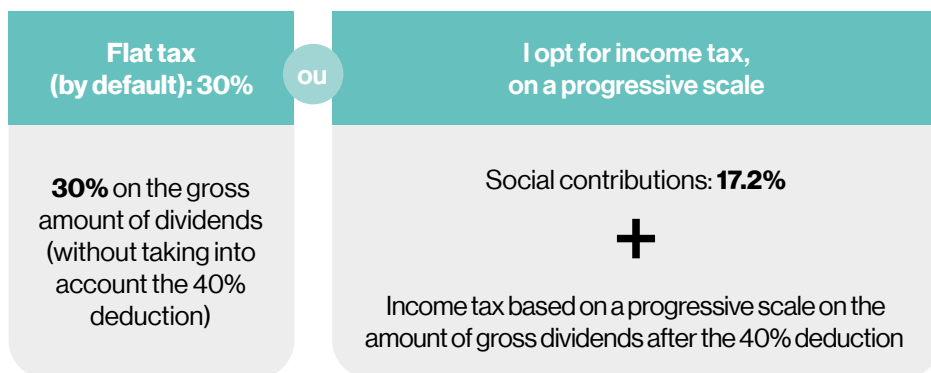 Flat tax
(by default): 30%
ou
I opt for income tax,
on a progressive scale
30% on the gross
amount of dividends
(without taking into
account the 40%
deduction)
Social contributions: 17.2%
+
Income tax based on a progressive scale on the
amount of gross dividends after the 40% deduction